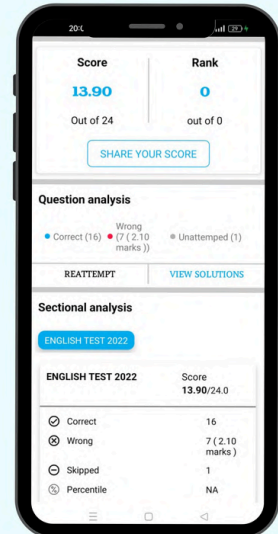 20:(
29
Score Rank
13.90 0
Out of 24 out of 0
SHARE YOUR SCORE
Question analysis
Correct (16) Wrong (7 ( 2.10 marks )) Unattemped (1)
REATTEMPT VIEW SOLUTIONS
Sectional analysis
ENGLISH TEST 2022
ENGLISH TEST 2022 Score
13.90/24.0
Correct 16
Wrong 7 ( 2.10
marks )
Skipped 1
Percentile NA